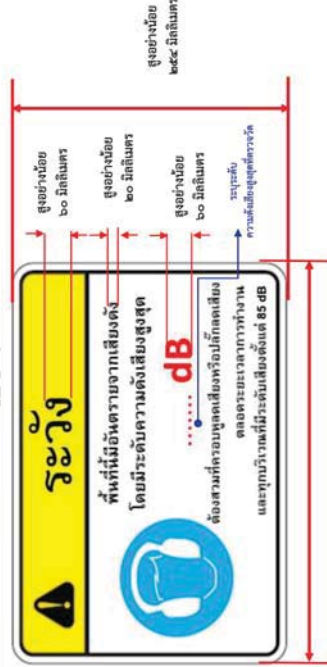 ระวัง
พื้นที่นี้มีอันตรายจากเสียงดัง
โดยมีระดับความดังเสียงสูงสุด
....... dB
ต้องสวมที่ครอบหูลดเสียงหรือปลั๊กลดเสียง
ตลอดระยะเวลาการทำงาน
และทุกบริเวณที่มีระดับเสียงตั้งแต่ 85 dB
สูงอย่างน้อย
๖๐ มิลลิเมตร
สูงอย่างน้อย
๒๐ มิลลิเมตร
สูงอย่างน้อย
๖๐ มิลลิเมตร
ระบุระดับ
ความดังเสียงสูงสุดที่ตรวจวัด
สูงอย่างน้อย
๒๕๔ มิลลิเมตร